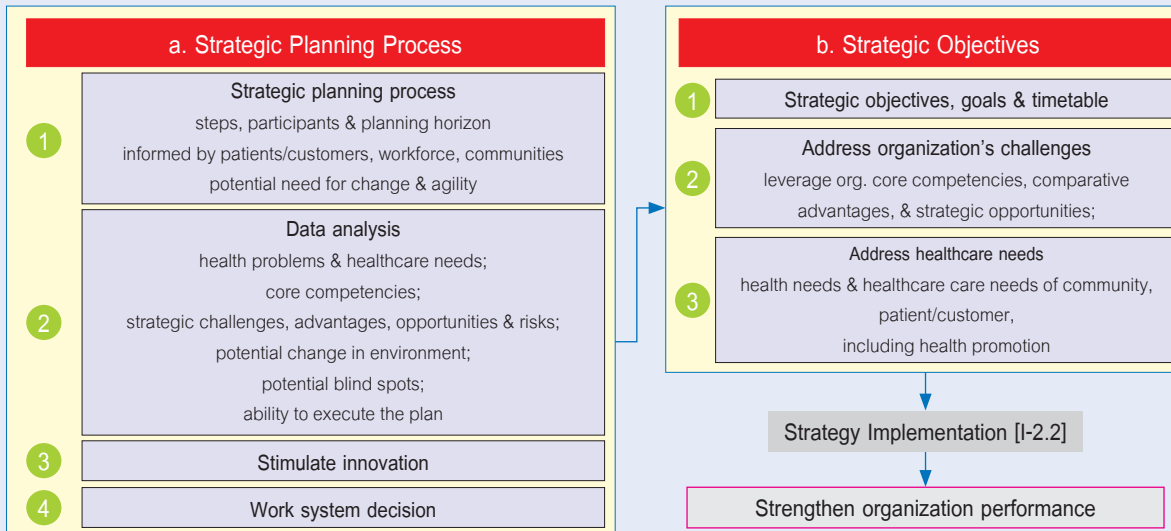 a. Strategic Planning Process
1
Strategic planning process
steps, participants & planning horizon
informed by patients/customers, workforce, communities
potential need for change & agility
2
Data analysis
health problems & healthcare needs;
core competencies;
strategic challenges, advantages, opportunities & risks;
potential change in environment;
potential blind spots;
ability to execute the plan
3
Stimulate innovation
4
Work system decision
b. Strategic Objectives
1
Strategic objectives, goals & timetable
2
Address organization's challenges
leverage org. core competencies, comparative
advantages, & strategic opportunities;
3
Address healthcare needs
health needs & healthcare care needs of community,
patient/customer,
including health promotion
Strategy Implementation [I-2.2]
Strengthen organization performance